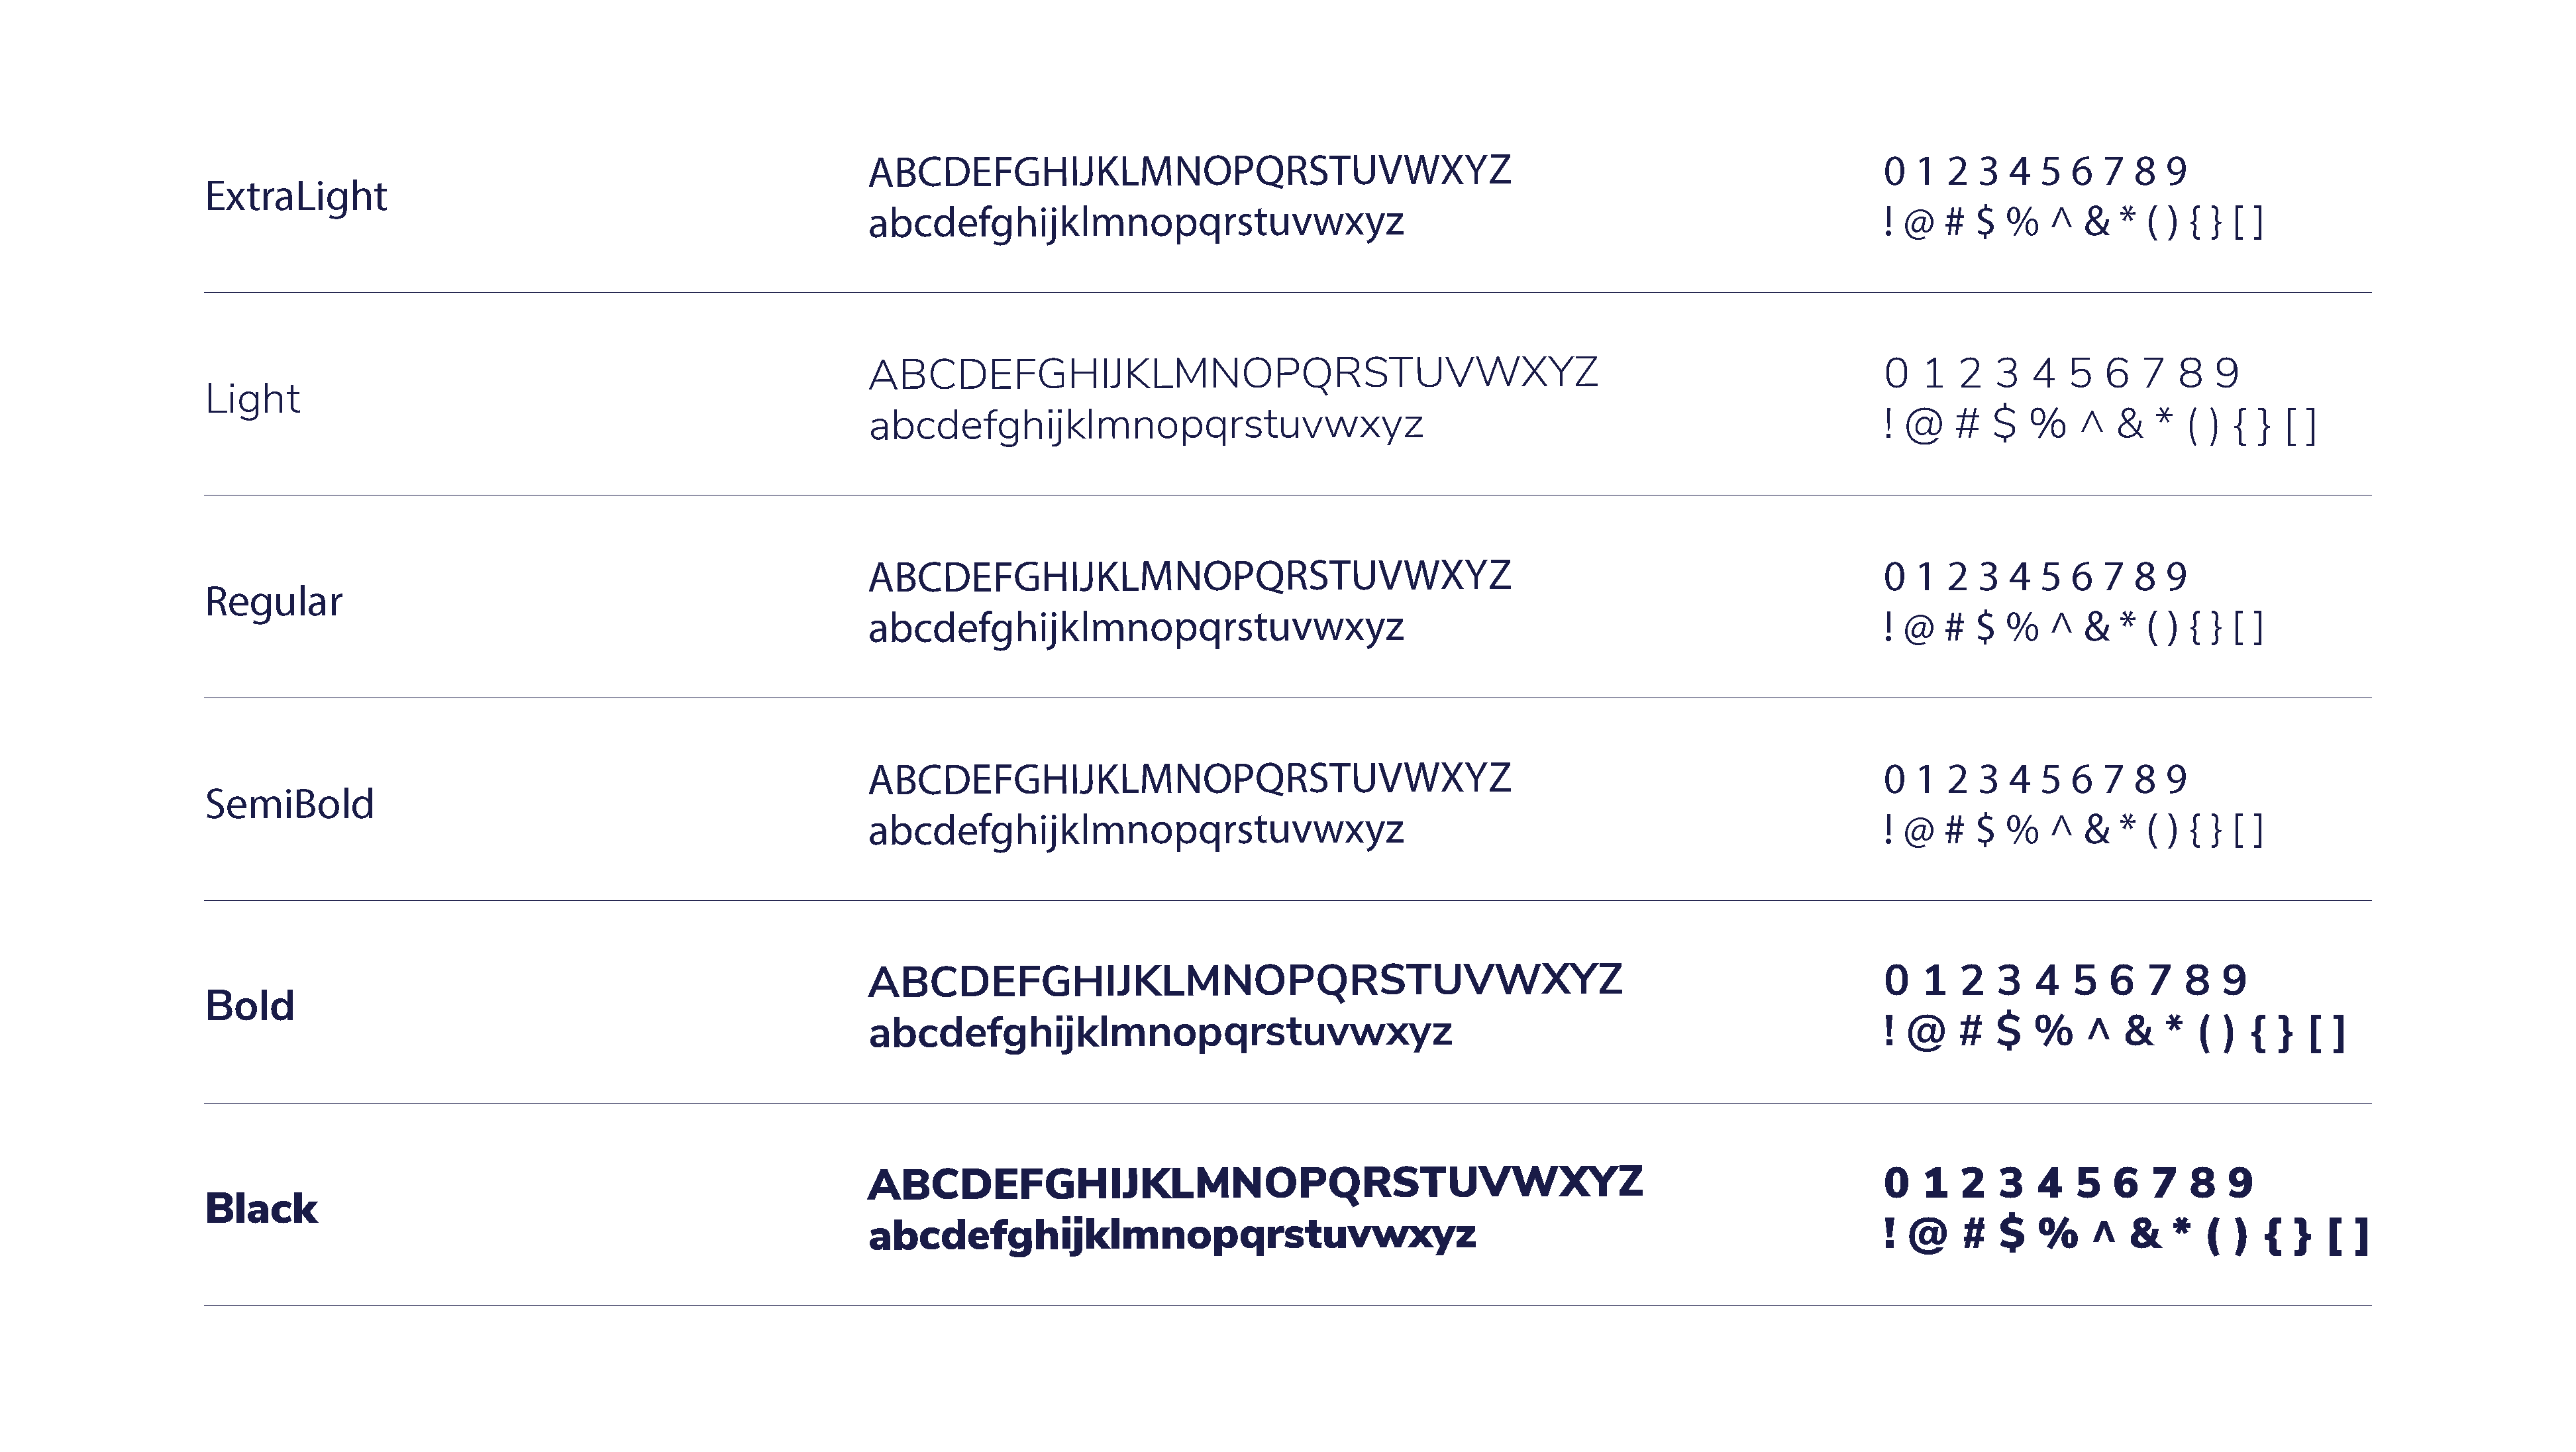 ExtraLight
ABCDEFGHIJKLMNOPQRSTUVWXYZ
abcdefghijklmnopqrstuvwxyz
0 1 2 3 4 5 6 7 8 9
! @ # $ % ^ & * ( ) { } [ ]
Light
ABCDEFGHIJKLMNOPQRSTUVWXYZ
abcdefghijklmnopqrstuvwxyz
0 1 2 3 4 5 6 7 8 9
! @ # $ % ^ & * ( ) { } [ ]
Regular
ABCDEFGHIJKLMNOPQRSTUVWXYZ
abcdefghijklmnopqrstuvwxyz
0 1 2 3 4 5 6 7 8 9
! @ # $ % ^ & * ( ) { } [ ]
SemiBold
ABCDEFGHIJKLMNOPQRSTUVWXYZ
abcdefghijklmnopqrstuvwxyz
0 1 2 3 4 5 6 7 8 9
! @ # $ % ^ & * ( ) { } [ ]
Bold
ABCDEFGHIJKLMNOPQRSTUVWXYZ
abcdefghijklmnopqrstuvwxyz
0 1 2 3 4 5 6 7 8 9
! @ # $ % ^ & * ( ) { } [ ]
Black
ABCDEFGHIJKLMNOPQRSTUVWXYZ
abcdefghijklmnopqrstuvwxyz
0 1 2 3 4 5 6 7 8 9
! @ # $ % ^ & * ( ) { } [ ]